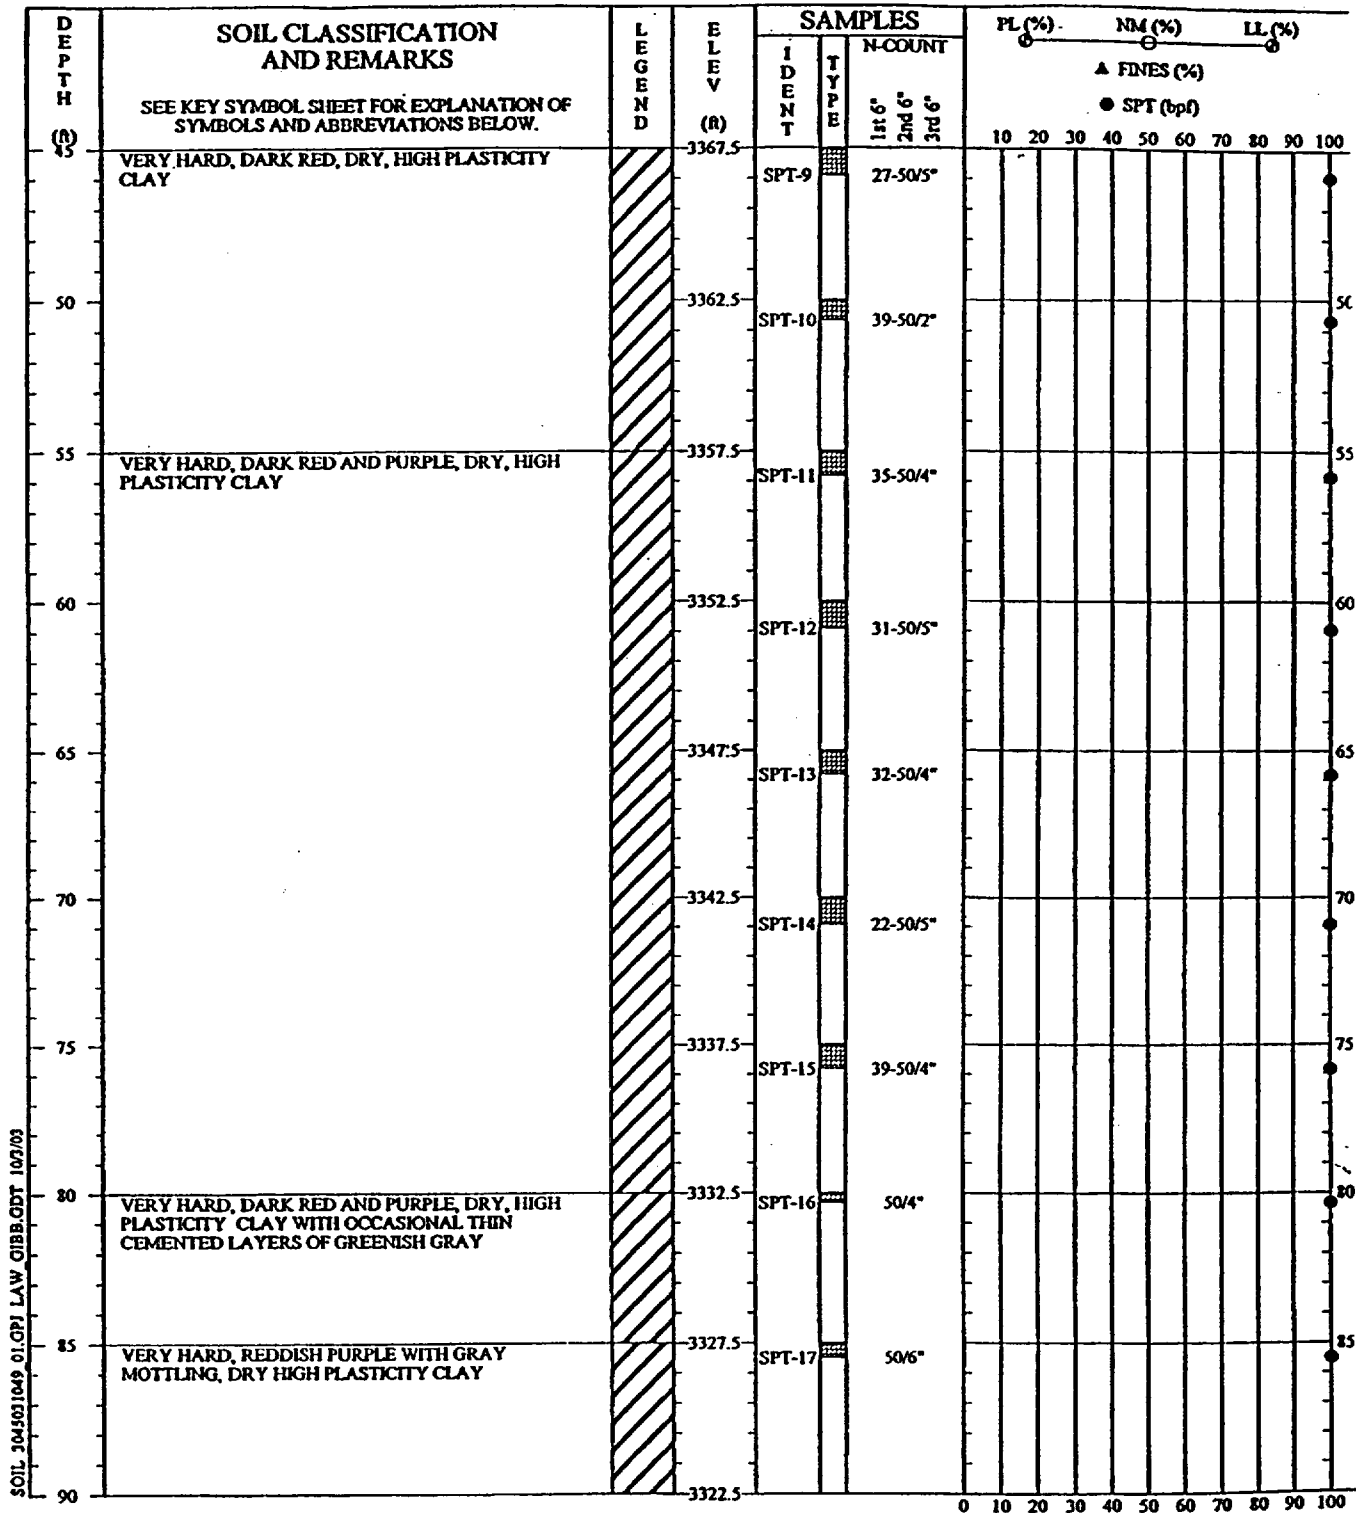 DEPTH (ft)
SOIL CLASSIFICATION
AND REMARKS
SEE KEY SYMBOL SHEET FOR EXPLANATION OF
SYMBOLS AND ABBREVIATIONS BELOW.
LEGEND
ELEV (ft)
SAMPLES
IDENT
TYPE
N-COUNT
1st 6"
2nd 6"
3rd 6"
PL (%) NM (%) LL (%)
▲ FINES (%)
● SPT (bpf)
10 20 30 40 50 60 70 80 90 100
45
VERY HARD, DARK RED, DRY, HIGH PLASTICITY
CLAY
3367.5
SPT-9 27-50/5"
50 3362.5 50
SPT-10 39-50/2"
55
VERY HARD, DARK RED AND PURPLE, DRY, HIGH
PLASTICITY CLAY
3357.5 55
SPT-11 35-50/4"
60 3352.5 60
SPT-12 31-50/5"
65 3347.5 65
SPT-13 32-50/4"
70 3342.5 70
SPT-14 22-50/5"
75 3337.5 75
SPT-15 39-50/4"
80
VERY HARD, DARK RED AND PURPLE, DRY, HIGH
PLASTICITY CLAY WITH OCCASIONAL THIN
CEMENTED LAYERS OF GREENISH GRAY
3332.5 80
SPT-16 50/4"
85
VERY HARD, REDDISH PURPLE WITH GRAY
MOTTLING, DRY HIGH PLASTICITY CLAY
3327.5 85
SPT-17 50/6"
90 3322.5
0 10 20 30 40 50 60 70 80 90 100
SOIL 3045031049_01.GPJ LAW_GIBB.GDT 10/3/03